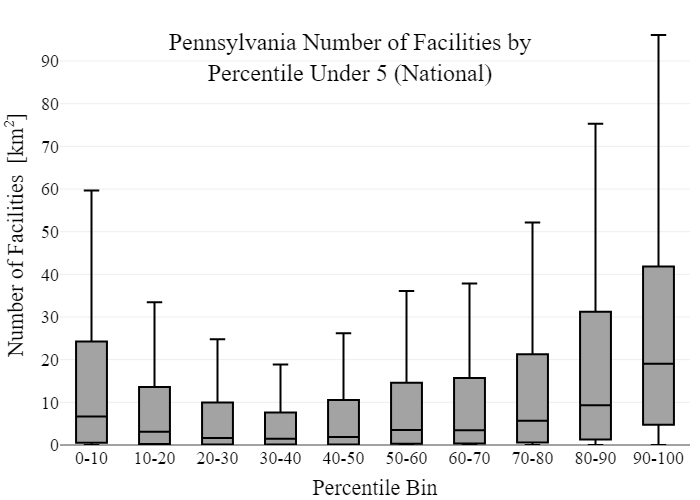 Pennsylvania Number of Facilities by
Percentile Under 5 (National)
Number of Facilities [km²]
90
80
70
60
50
40
30
20
10
0
0-10 10-20 20-30 30-40 40-50 50-60 60-70 70-80 80-90 90-100
Percentile Bin